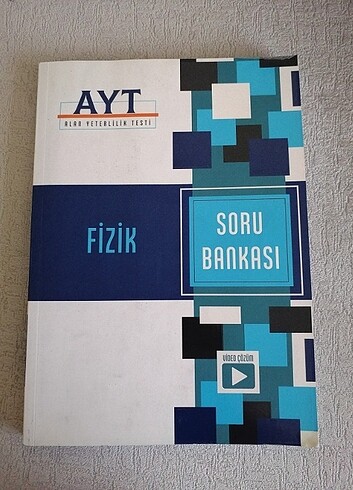 AYT
ALAN YETERLİLİK TESTİ
FİZİK
SORU
BANKASI
VİDEO ÇÖZÜM